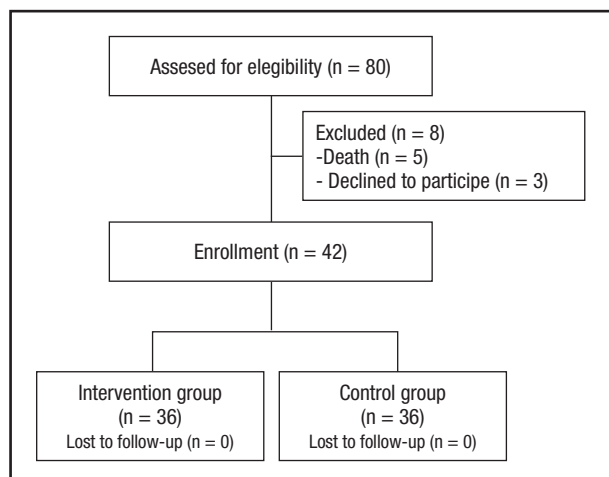 Assesed for elegibility (n = 80)
Excluded (n = 8)
-Death (n = 5)
- Declined to participe (n = 3)
Enrollment (n = 42)
Intervention group
(n = 36)
Lost to follow-up (n = 0)
Control group
(n = 36)
Lost to follow-up (n = 0)